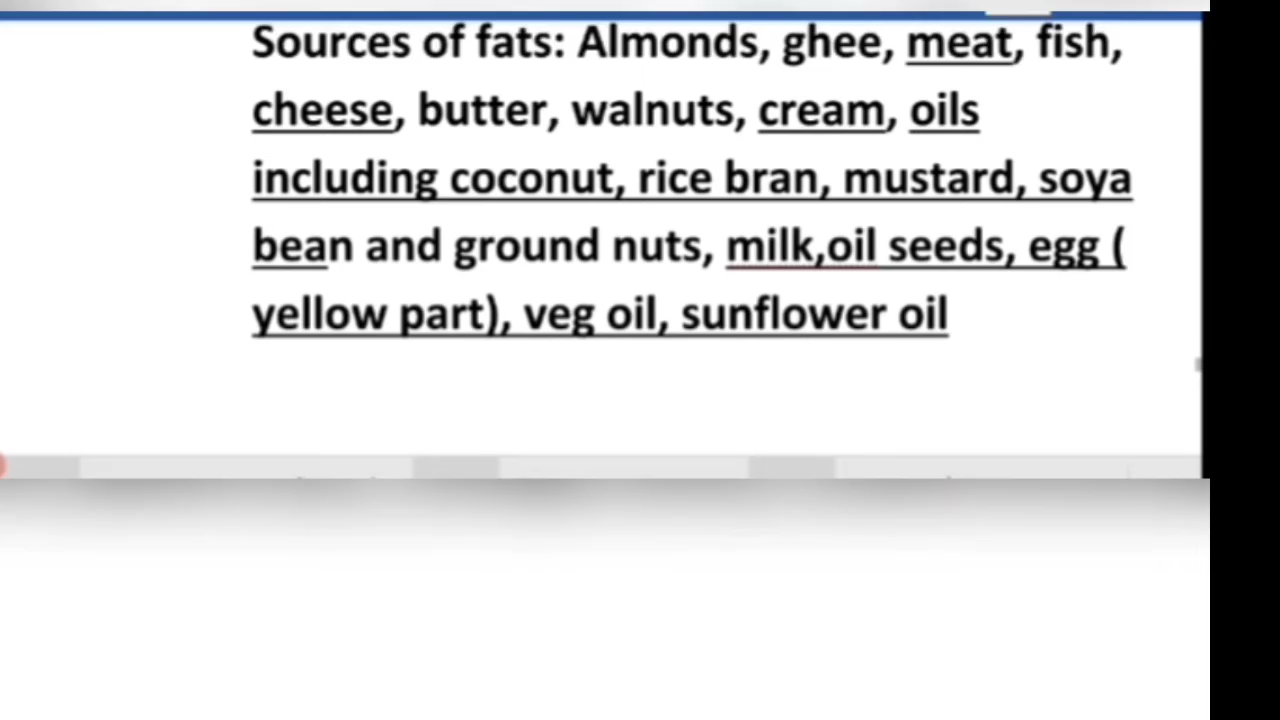 Sources of fats: Almonds, ghee, meat, fish,
cheese, butter, walnuts, cream, oils
including coconut, rice bran, mustard, soya
bean and ground nuts, milk,oil seeds, egg (
yellow part), veg oil, sunflower oil